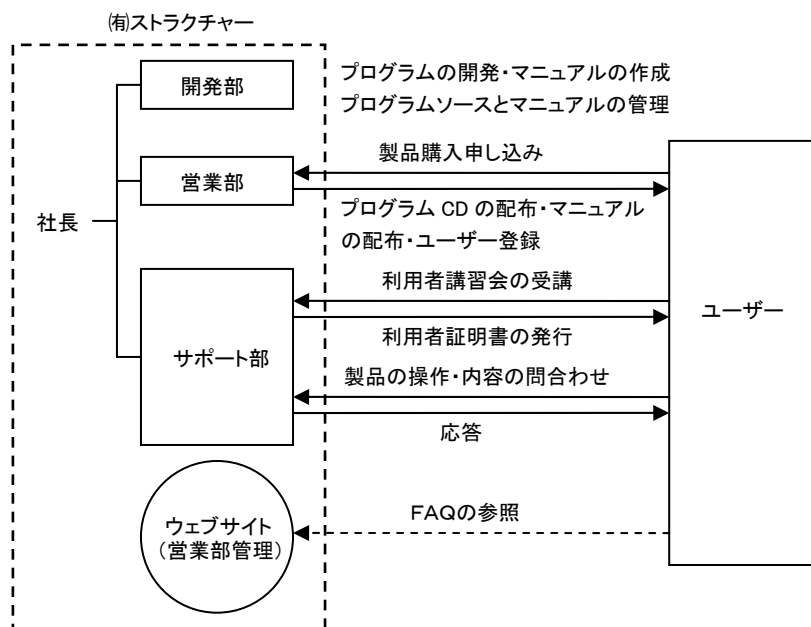 ㈲ストラクチャー
開発部
プログラムの開発・マニュアルの作成
プログラムソースとマニュアルの管理
製品購入申し込み
営業部
プログラム CD の配布・マニュアル
の配布・ユーザー登録
社長
利用者講習会の受講
ユーザー
利用者証明書の発行
サポート部
製品の操作・内容の問合わせ
応答
FAQの参照
ウェブサイト
（営業部管理）